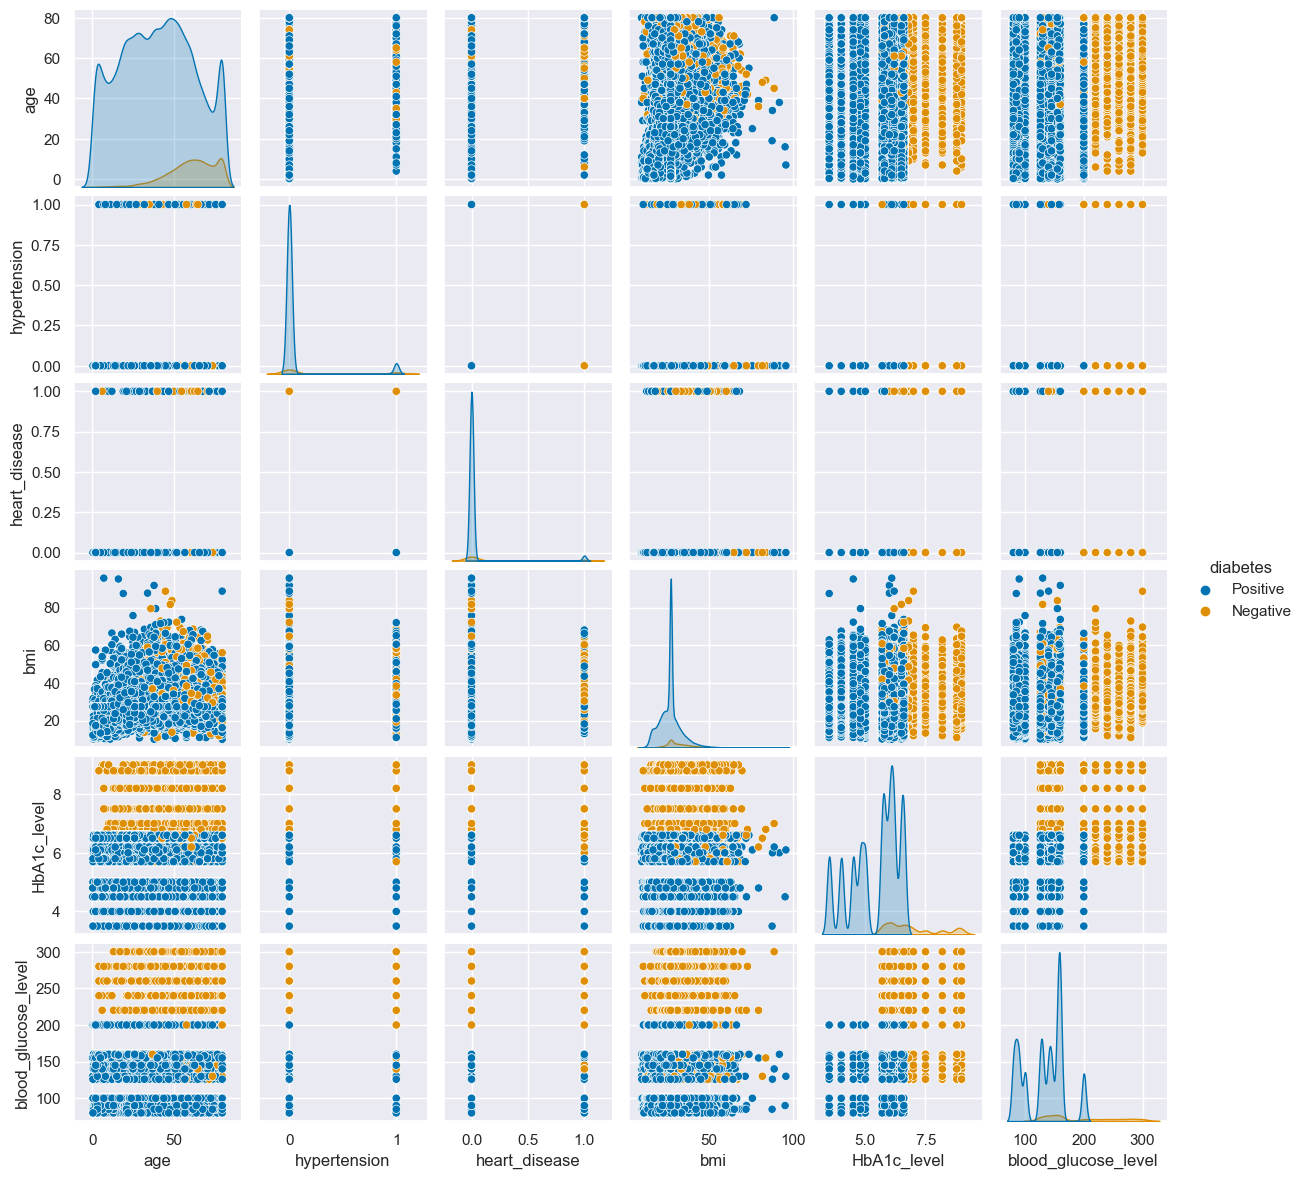 80
60
40
20
0
age
1.00
0.75
0.50
0.25
0.00
hypertension
1.00
0.75
0.50
0.25
0.00
heart_disease
80
60
40
20
bmi
8
6
4
HbA1c_level
300
250
200
150
100
blood_glucose_level
0 50
age
0 1
hypertension
0.0 0.5 1.0
heart_disease
50 100
bmi
5.0 7.5
HbA1c_level
100 200 300
blood_glucose_level
diabetes
Positive
Negative